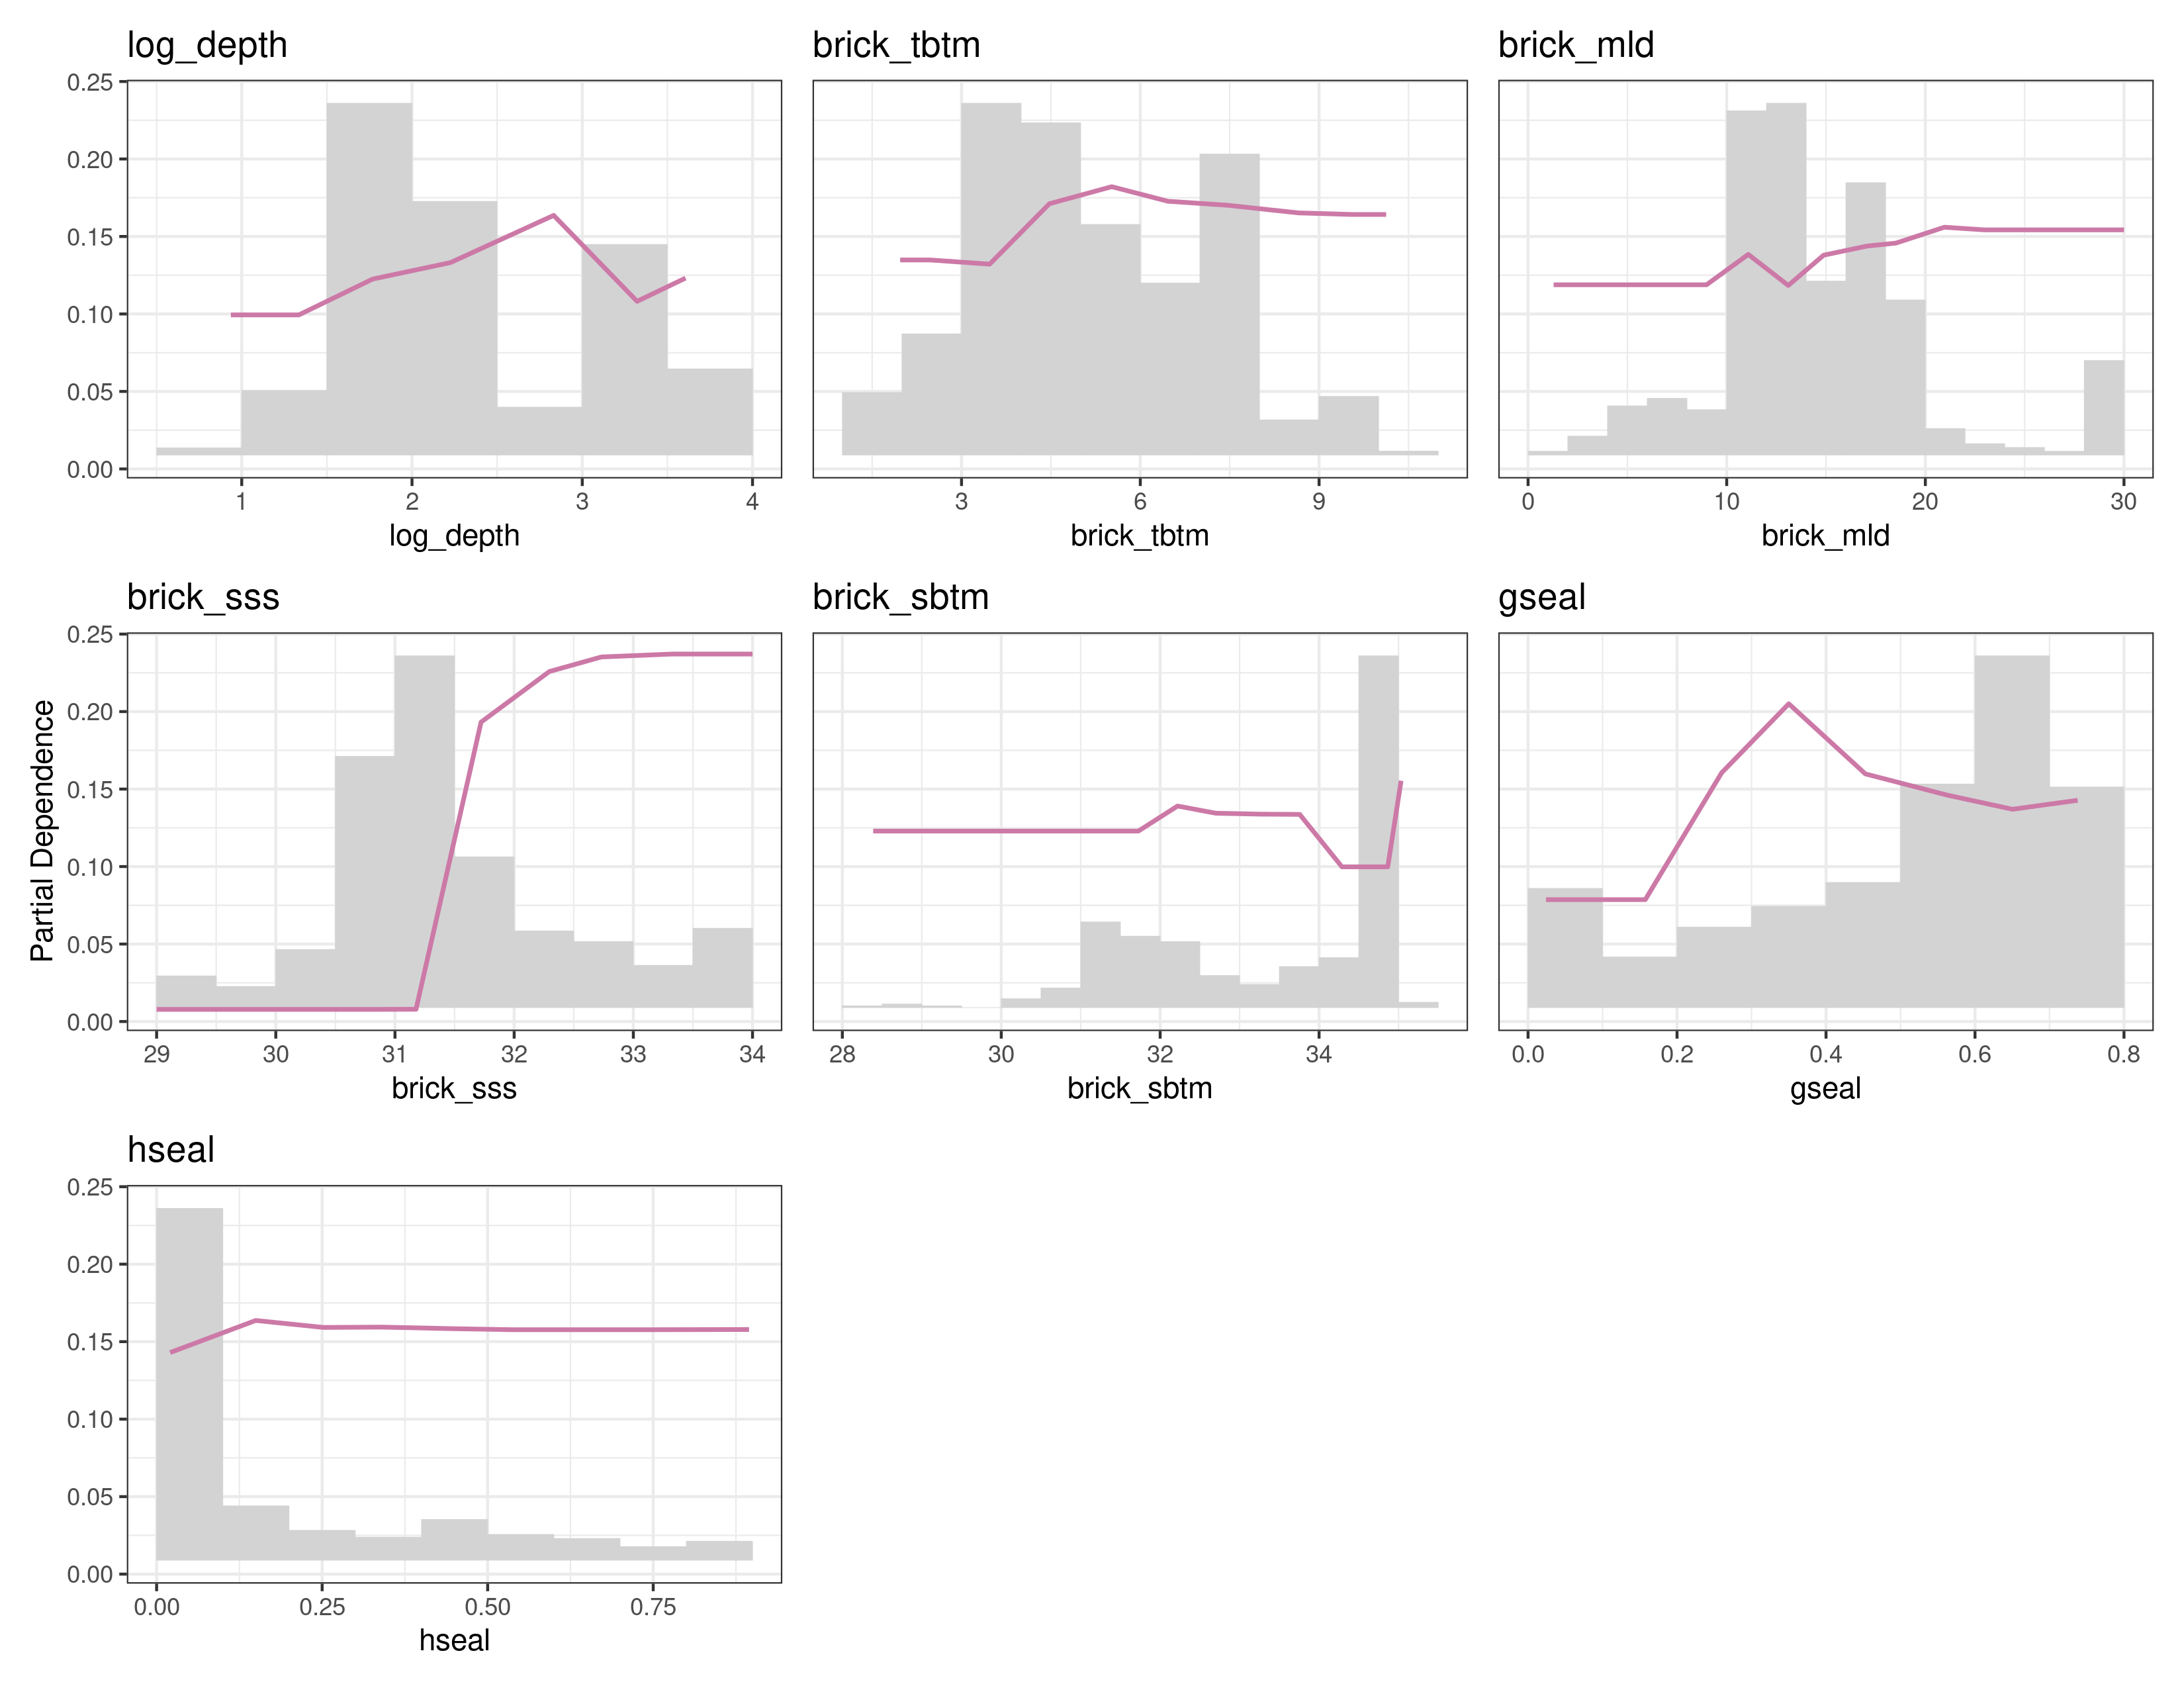 log_depth brick_tbtm brick_mld
0.25
0.20
0.15
0.10
0.05
0.00
1 2 3 4 3 6 9 0 10 20 30
log_depth brick_tbtm brick_mld
brick_sss brick_sbtm gseal
Partial Dependence
0.25
0.20
0.15
0.10
0.05
0.00
29 30 31 32 33 34 28 30 32 34 0.0 0.2 0.4 0.6 0.8
brick_sss brick_sbtm gseal
hseal
0.25
0.20
0.15
0.10
0.05
0.00
0.00 0.25 0.50 0.75
hseal